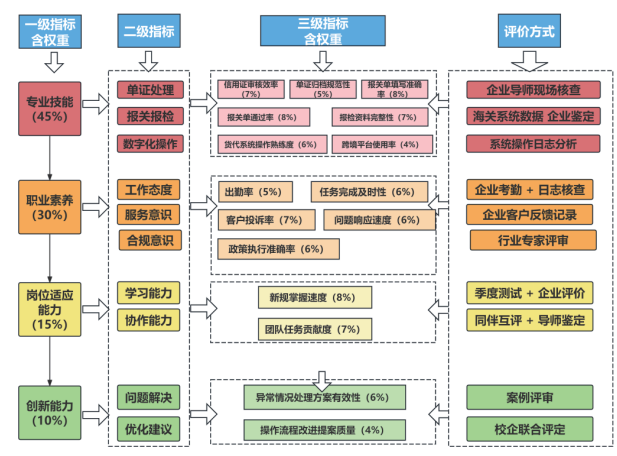 一级指标
含权重
二级指标
三级指标
含权重
评价方式
专业技能
(45%)
单证处理
报关报检
数字化操作
信用证审核效率
(7%)
单证归档规范性
(5%)
报关单填写准确
率(8%)
报关单通过率(8%)
报检资料完整性(7%)
货代系统操作熟练度(6%)
跨境平台使用率(4%)
企业导师现场核查
海关系统数据 企业鉴定
系统操作日志分析
职业素养
(30%)
工作态度
服务意识
合规意识
出勤率(5%)
任务完成及时性(6%)
客户投诉率(7%)
问题响应速度(6%)
政策执行准确率(6%)
企业考勤 + 日志核查
企业客户反馈记录
行业专家评审
岗位适应
能力
(15%)
学习能力
协作能力
新规掌握速度(8%)
团队任务贡献度(7%)
季度测试 + 企业评价
同伴互评 + 导师鉴定
创新能力
(10%)
问题解决
优化建议
异常情况处理方案有效性(6%)
操作流程改进提案质量(4%)
案例评审
校企联合评定